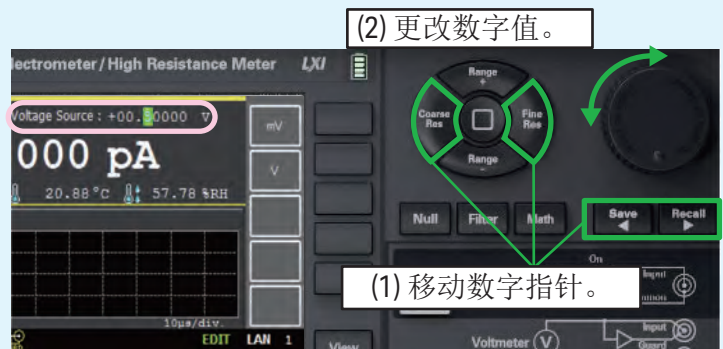 (2) 更改数字值。
lectrometer / High Resistance Meter LXI
Voltage Source : +00.00000 V
mV
000 pA
V
20.88°C 57.78 %RH
10µs/div.
EDIT LAN 1
View
Range
+
Coarse
Res
Fine
Res
Range
-
Null Filter Math Save Recall
(1) 移动数字指针。
On
Input
Common
Voltmeter V
Input
Guard